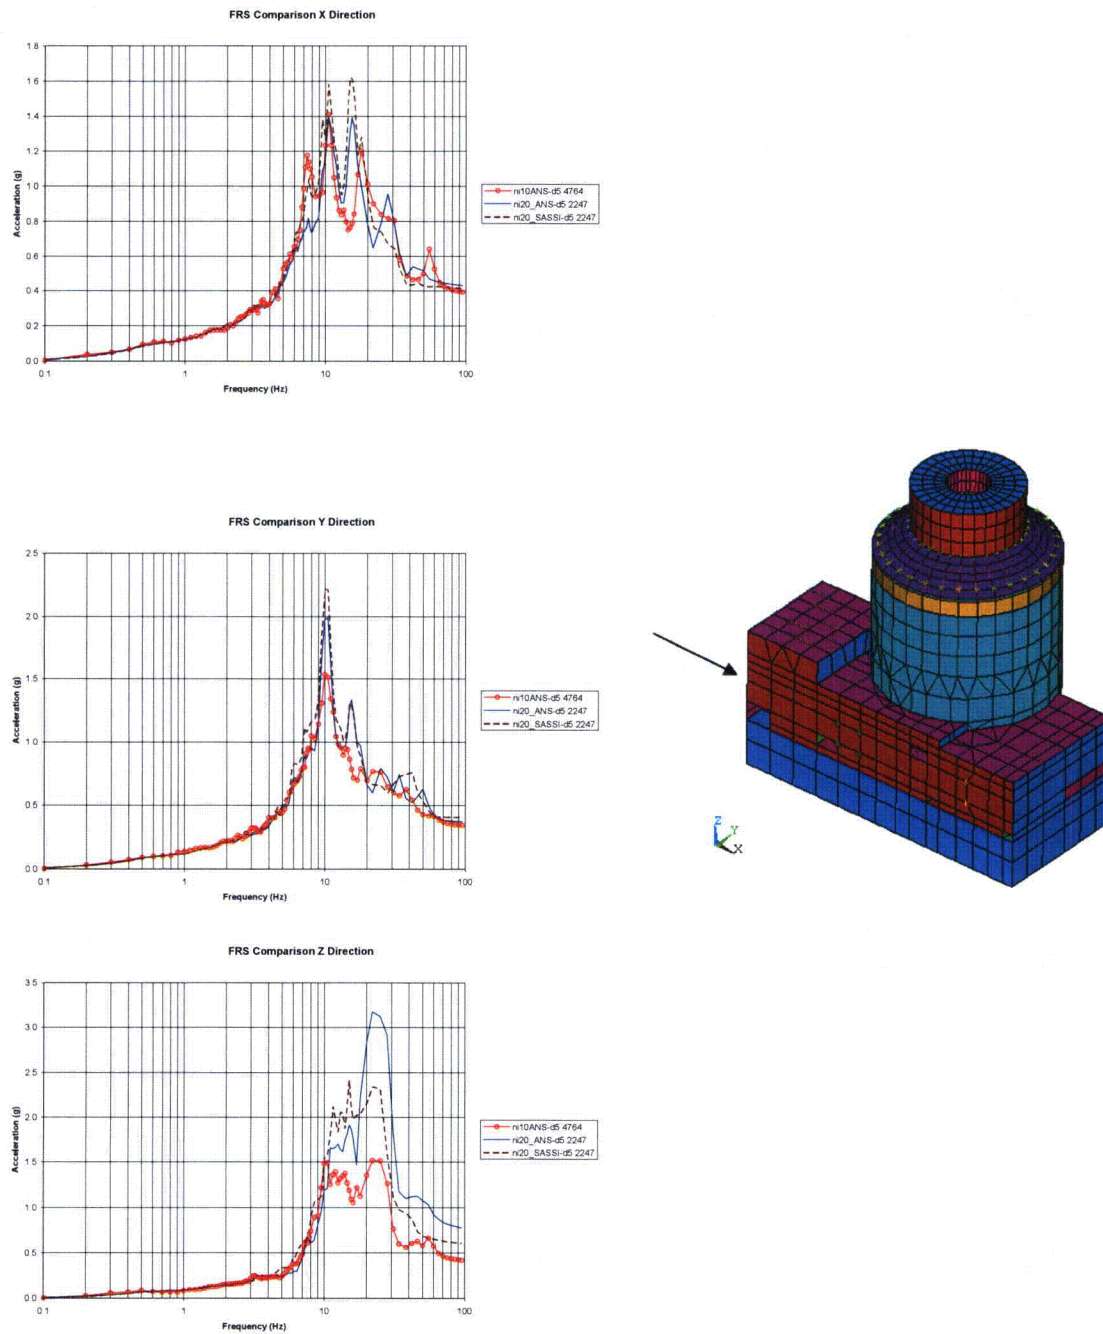 FRS Comparison X Direction
1.8
1.6
1.4
1.2
1.0
0.8
0.6
0.4
0.2
0.0
Acceleration (g)
0.1 1 10 100
Frequency (Hz)
ni10ANS-d5 4764
ni20_ANS-d5 2247
ni20_SASSI-d5 2247
FRS Comparison Y Direction
2.5
2.0
1.5
1.0
0.5
0.0
Acceleration (g)
0.1 1 10 100
Frequency (Hz)
ni10ANS-d5 4764
ni20_ANS-d5 2247
ni20_SASSI-d5 2247
Z
Y
X
FRS Comparison Z Direction
3.5
3.0
2.5
2.0
1.5
1.0
0.5
0.0
Acceleration (g)
0.1 1 10 100
Frequency (Hz)
ni10ANS-d5 4764
ni20_ANS-d5 2247
ni20_SASSI-d5 2247